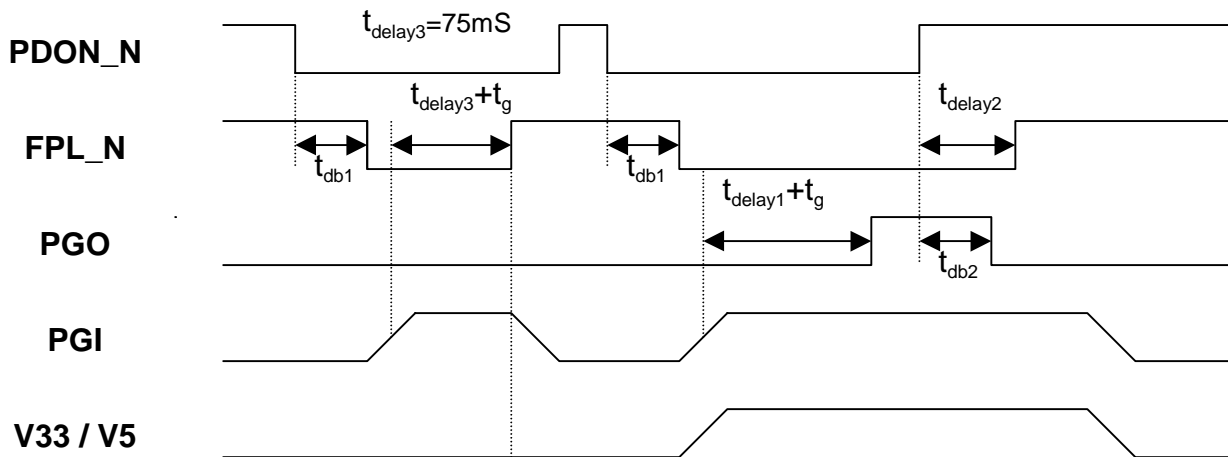 t_delay3=75mS
PDON_N
t_delay3+t_g
t_delay2
FPL_N
t_db1
t_db1
t_delay1+t_g
PGO
t_db2
PGI
V33 / V5